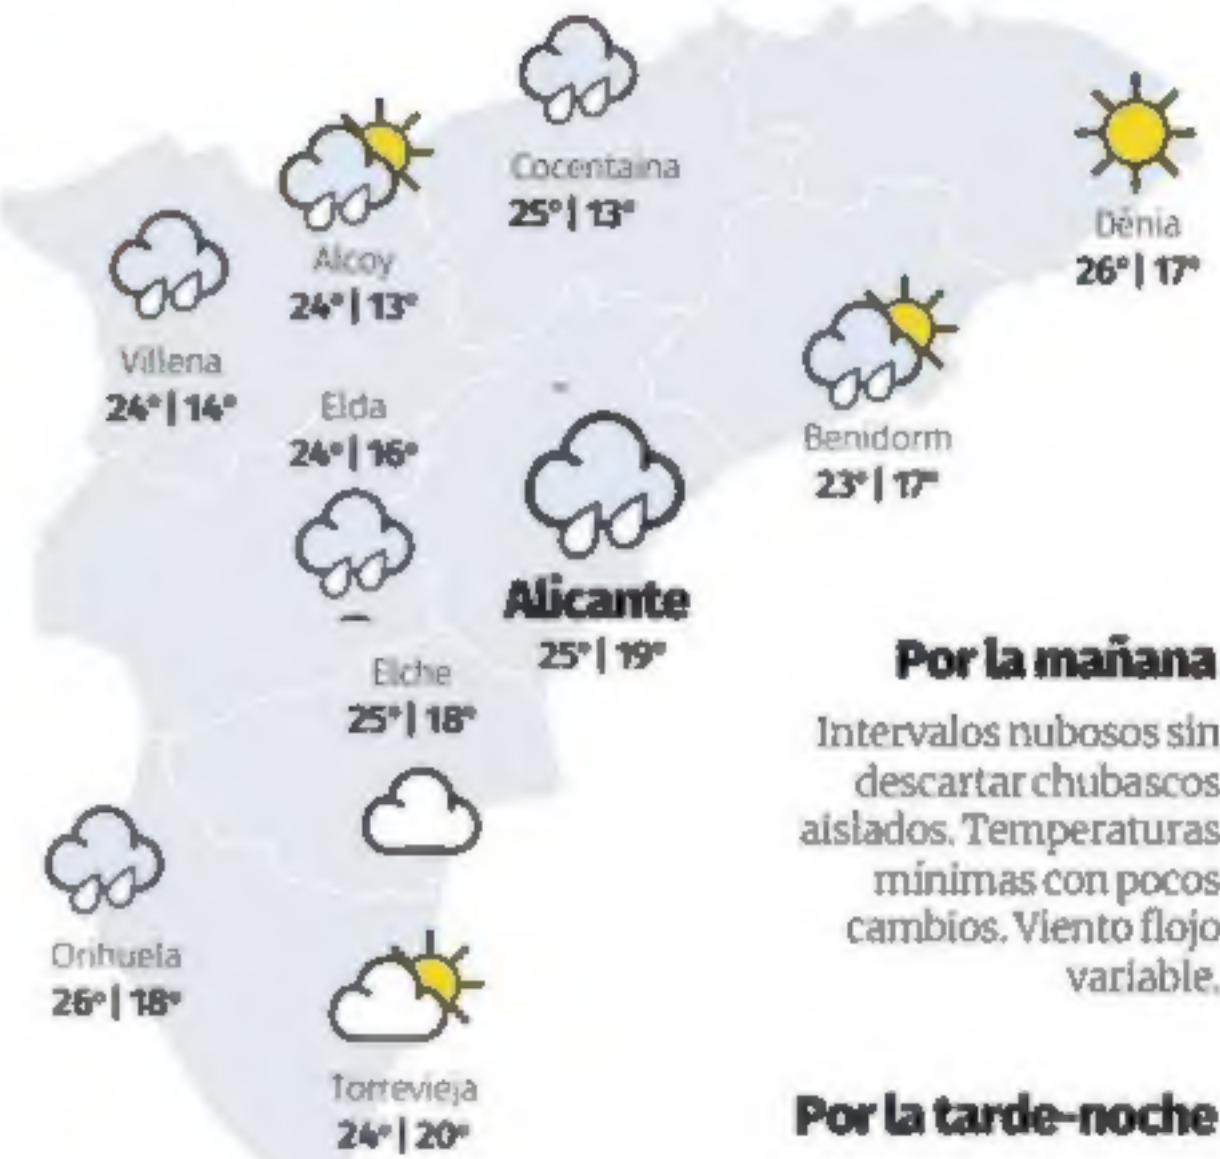 Cocentaina
25° | 13°
Dénia
26° | 17°
Alcoy
24° | 13°
Villena
24° | 14°
Elda
24° | 16°
Benidorm
23° | 17°
Alicante
25° | 19°
Elche
25° | 18°
Orihuela
26° | 18°
Torrevieja
24° | 20°
Por la mañana
Intervalos nubosos sin
descartar chubascos
aislados. Temperaturas
mínimas con pocos
cambios. Viento flojo
variable.
Por la tarde-noche